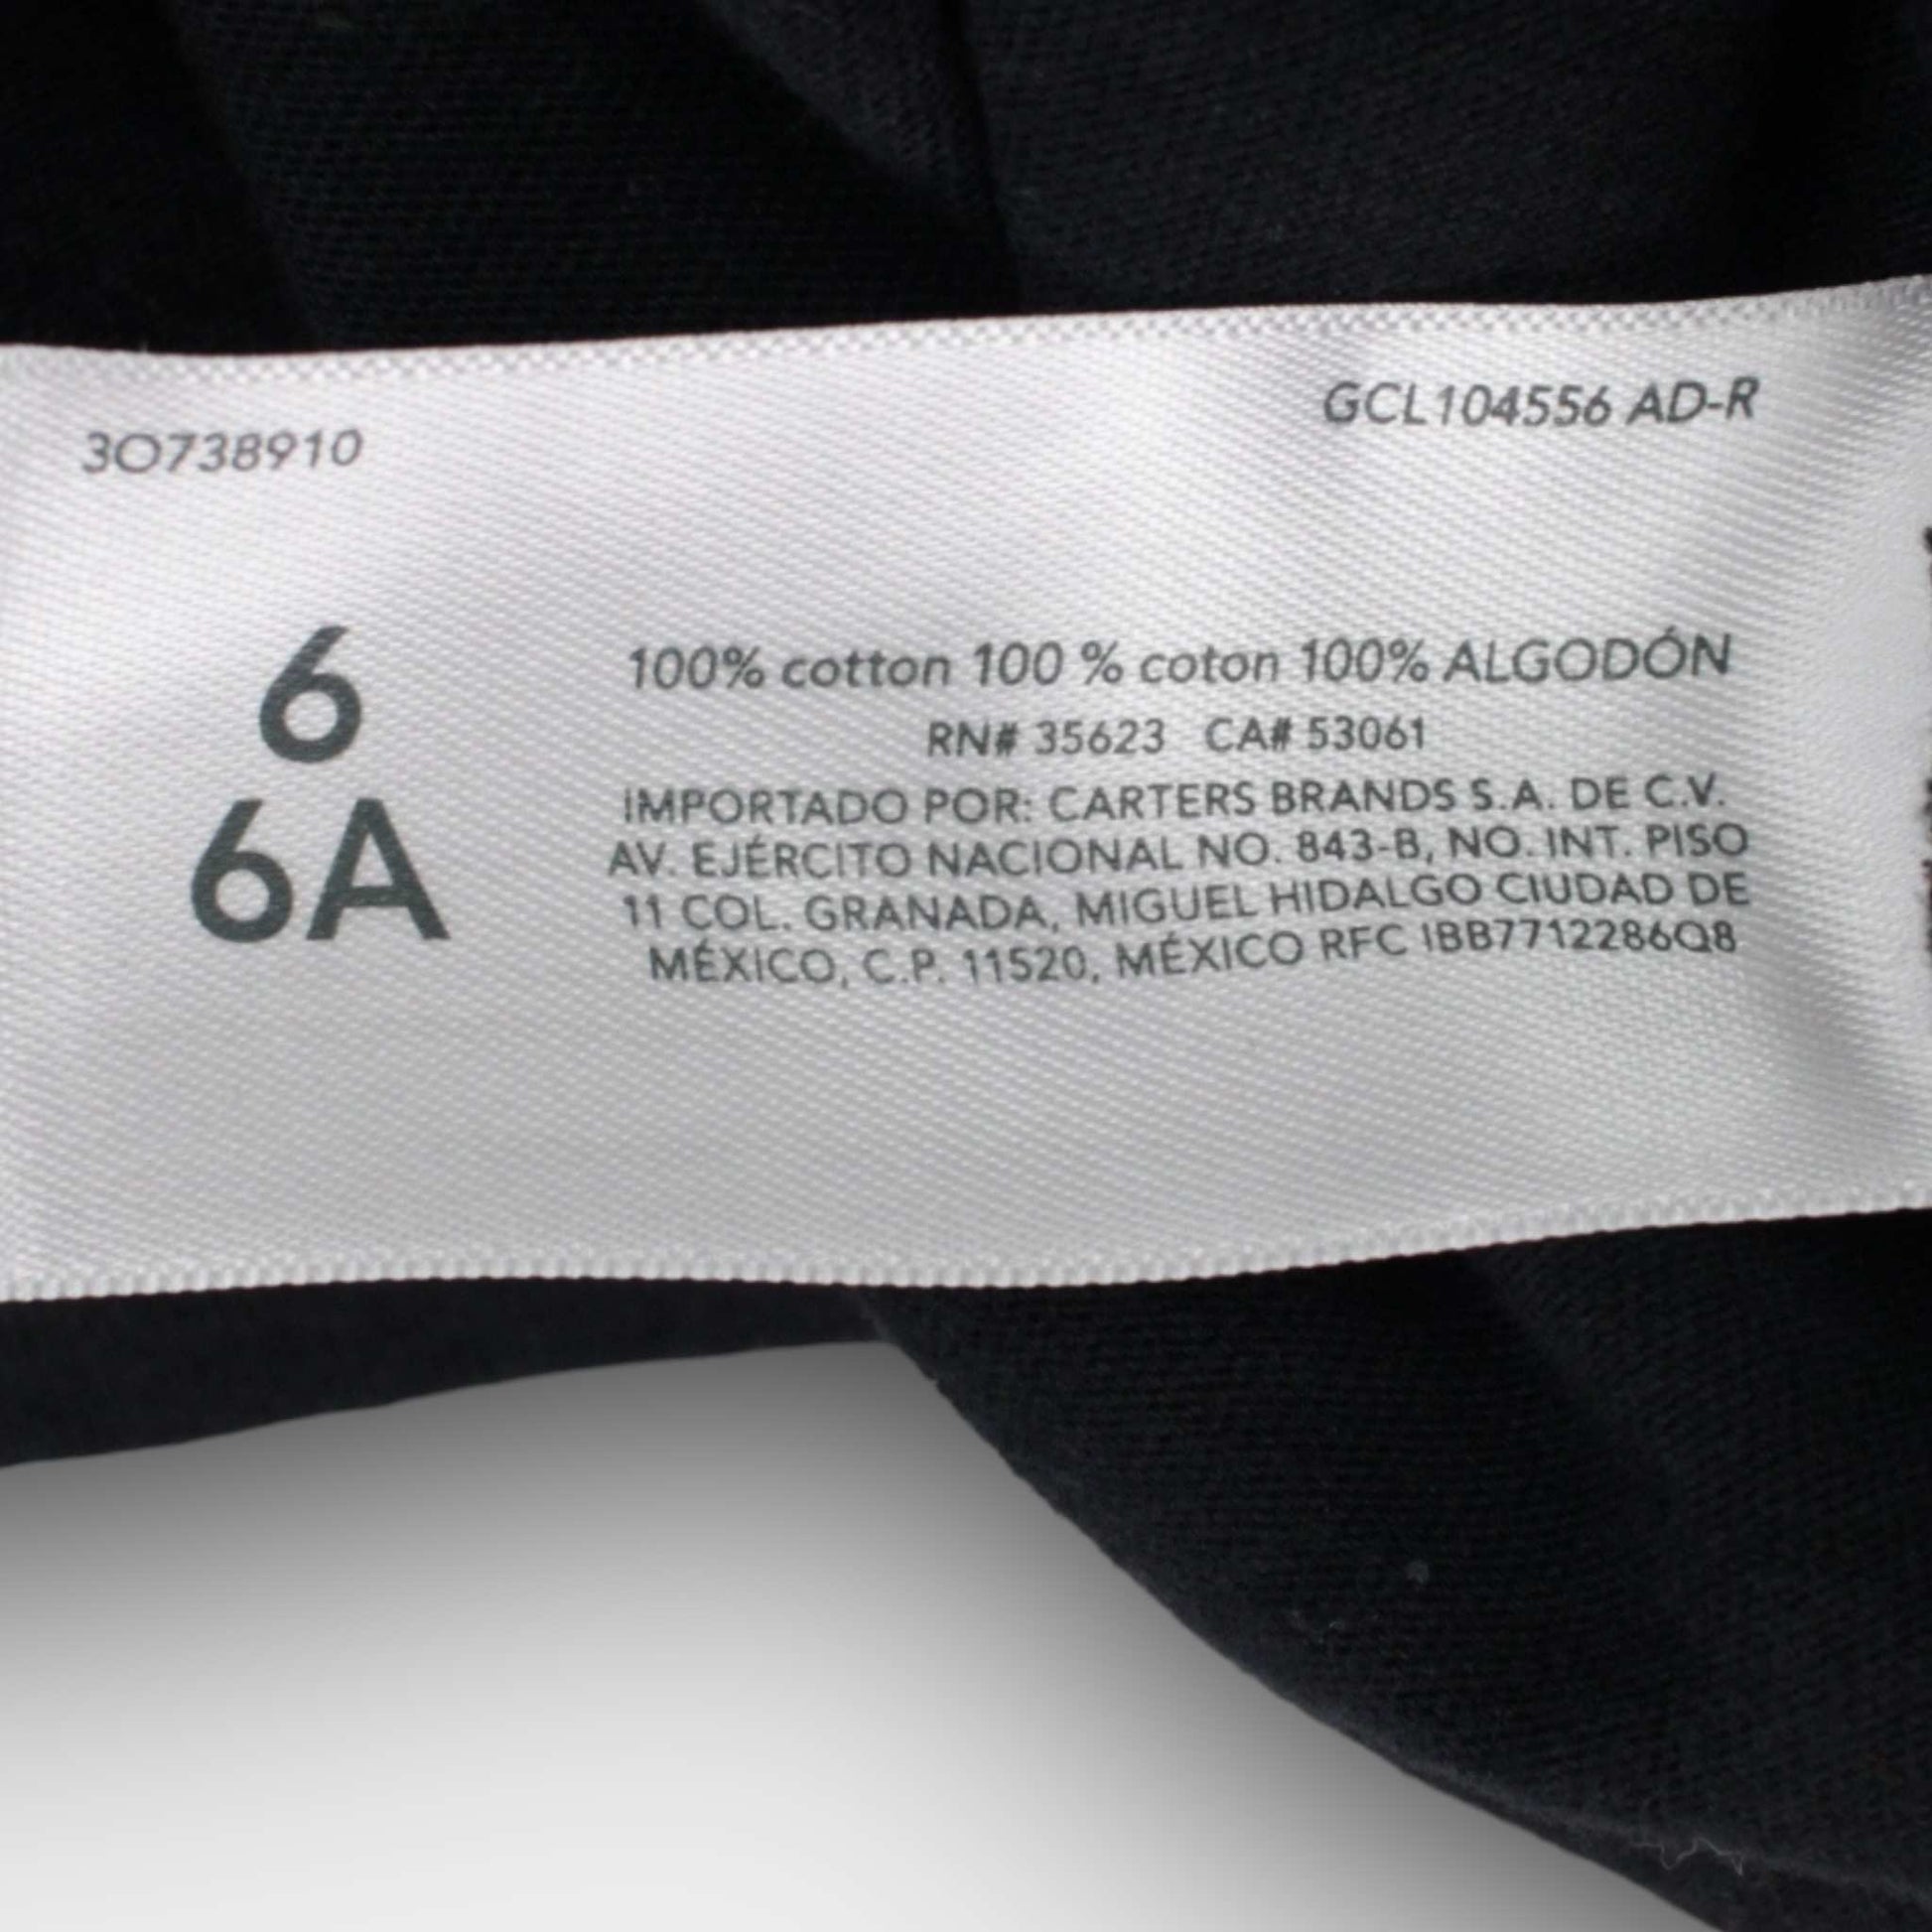 3O738910
GCL104556 AD-R
6
6A
100% cotton 100 % coton 100% ALGODÓN
RN# 35623 CA# 53061
IMPORTADO POR: CARTERS BRANDS S.A. DE C.V.
AV. EJÉRCITO NACIONAL NO. 843-B, NO. INT. PISO
11 COL. GRANADA, MIGUEL HIDALGO CIUDAD DE
MÉXICO, C.P. 11520, MÉXICO RFC IBB7712286Q8